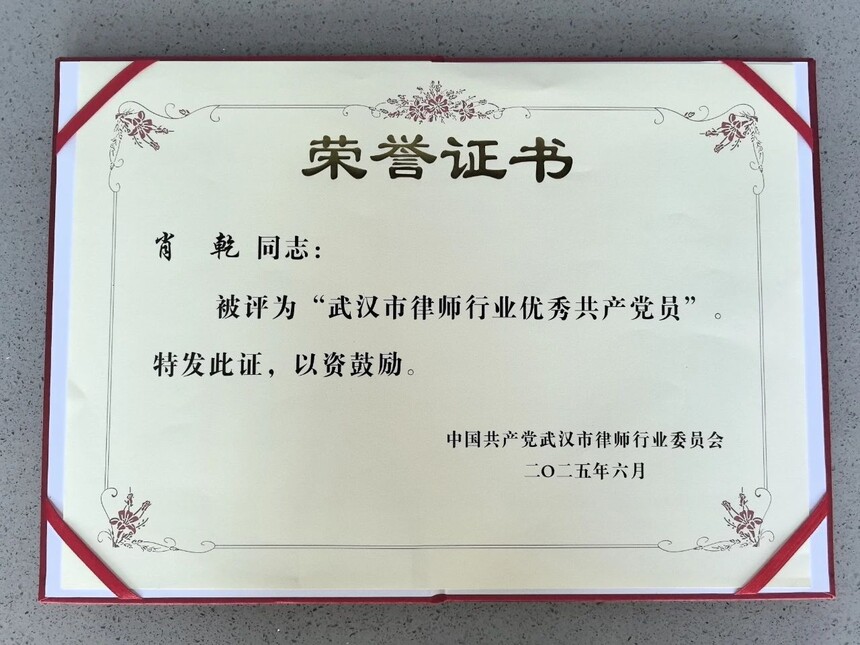 荣誉证书
肖 乾 同志：
被评为“武汉市律师行业优秀共产党员”。
特发此证，以资鼓励。
中国共产党武汉市律师行业委员会
二〇二五年六月